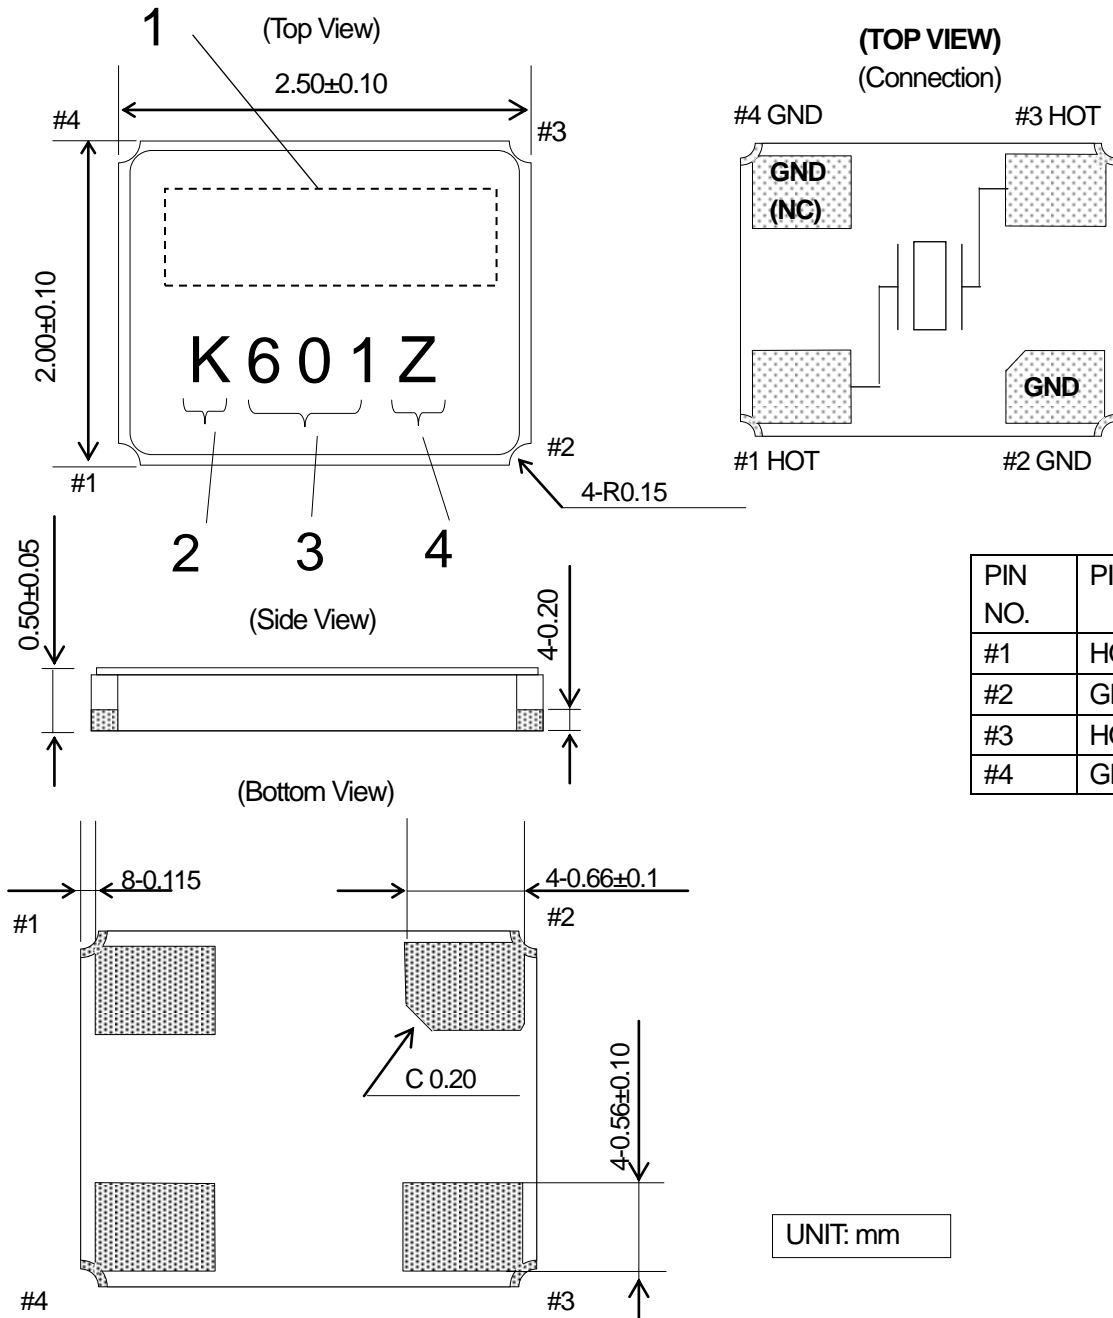 1
(Top View)
2.50±0.10
#4
#3
2.00±0.10
K 6 0 1 Z
#1
#2
4-R0.15
2
3
4
(TOP VIEW)
(Connection)
#4 GND
#3 HOT
GND
(NC)
GND
#1 HOT
#2 GND
0.50±0.05
(Side View)
4-0.20
PIN
NO.
#1
#2
#3
#4
(Bottom View)
8-0.115
4-0.66±0.1
#1
#2
C 0.20
4-0.56±0.10
#4
#3
UNIT: mm